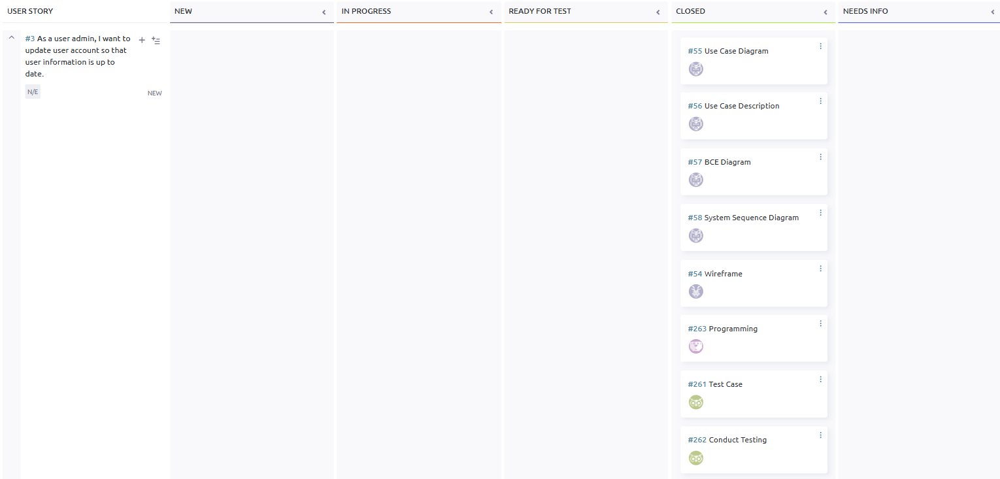 USER STORY
NEW
IN PROGRESS
READY FOR TEST
CLOSED
NEEDS INFO
#3 As a user admin, I want to
update user account so that
user information is up to
date.
N/E
NEW
#55 Use Case Diagram
#56 Use Case Description
#57 BCE Diagram
#58 System Sequence Diagram
#54 Wireframe
#263 Programming
#261 Test Case
#262 Conduct Testing